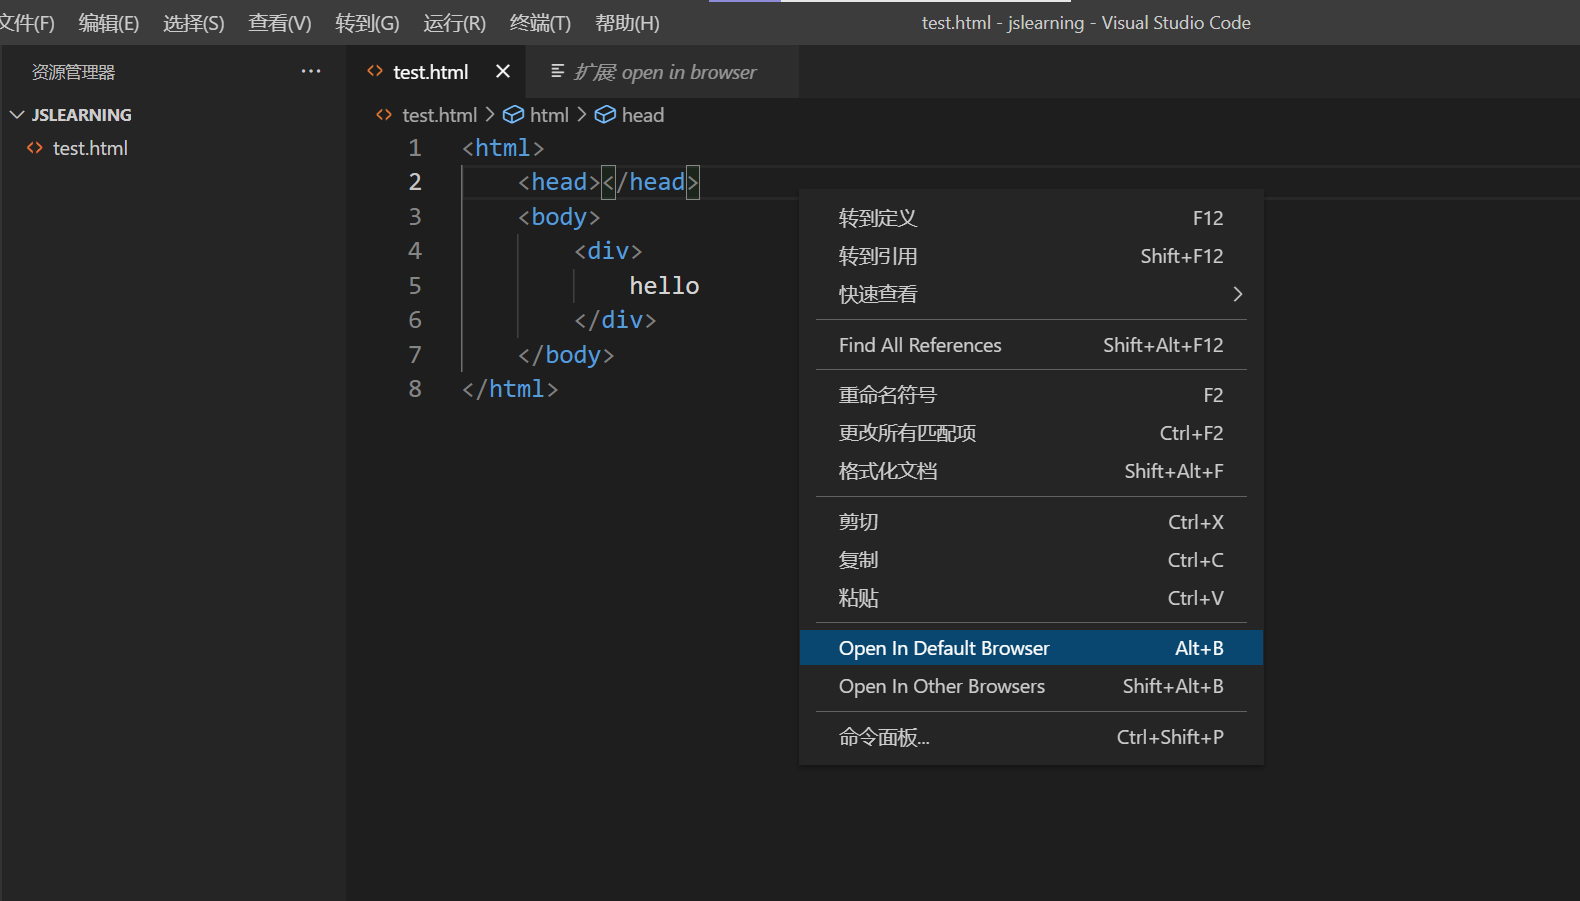 文件(F) 编辑(E) 选择(S) 查看(V) 转到(G) 运行(R) 终端(T) 帮助(H) test.html - jslearning - Visual Studio Code
资源管理器 ···
test.html 扩展 open in browser
JSLEARNING
test.html
test.html > html > head
1 <html>
2 <head></head>
3 <body>
4 <div>
5 hello
6 </div>
7 </body>
8 </html>
转到定义 F12
转到引用 Shift+F12
快速查看
Find All References Shift+Alt+F12
重命名符号 F2
更改所有匹配项 Ctrl+F2
格式化文档 Shift+Alt+F
剪切 Ctrl+X
复制 Ctrl+C
粘贴 Ctrl+V
Open In Default Browser Alt+B
Open In Other Browsers Shift+Alt+B
命令面板... Ctrl+Shift+P